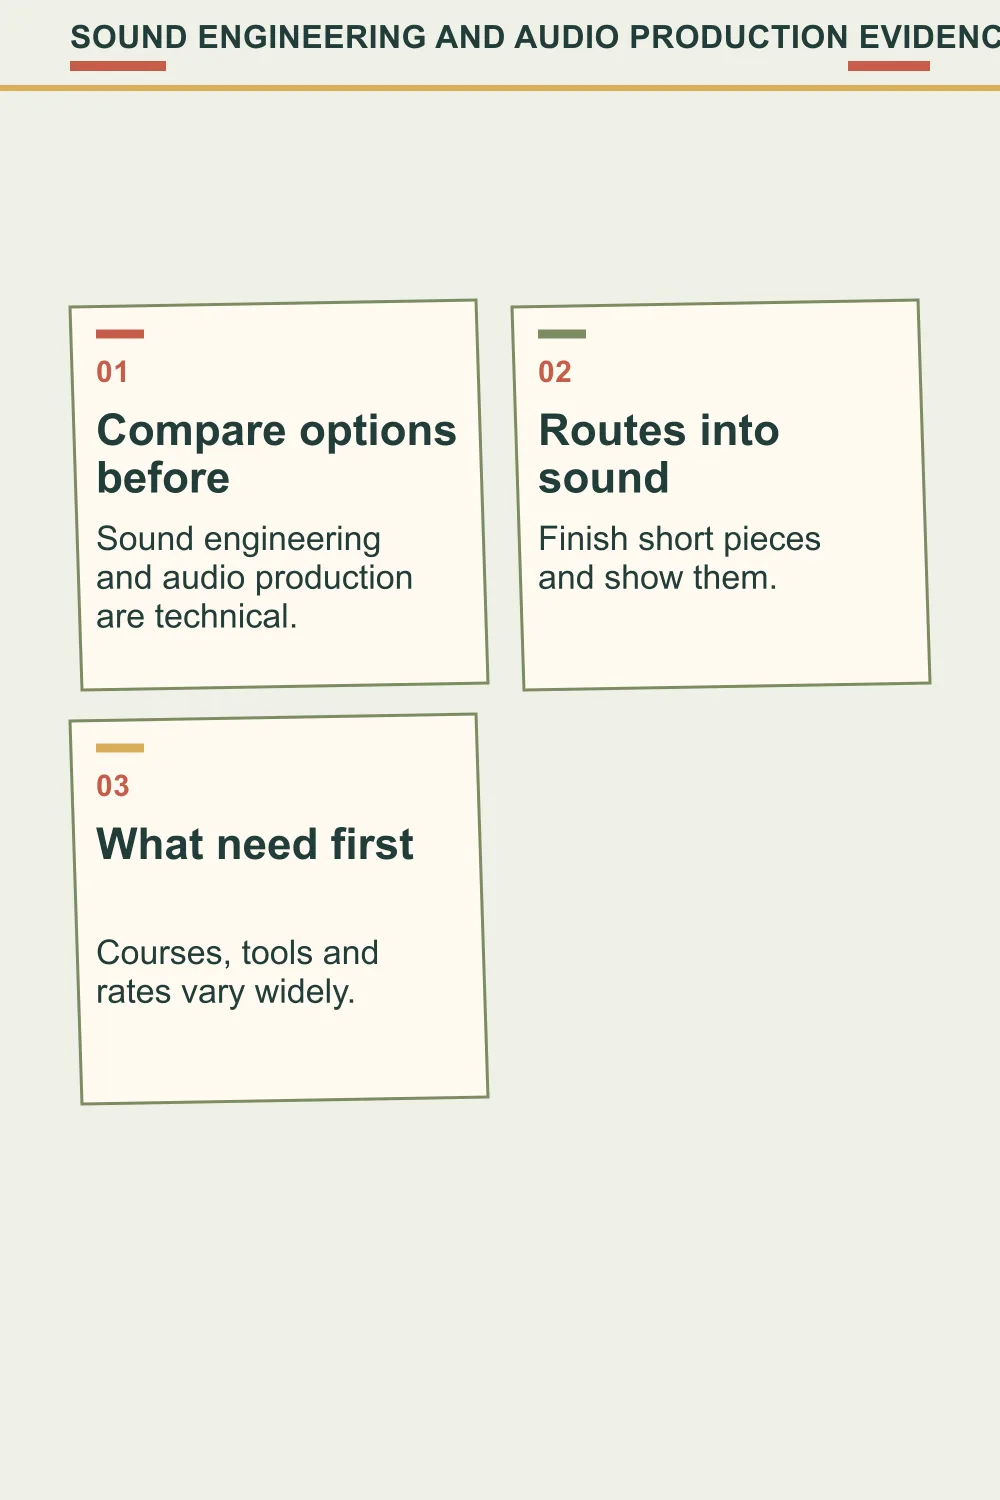 SOUND ENGINEERING AND AUDIO PRODUCTION
01
Compare options
before
Sound engineering
and audio production
are technical.
02
Routes into
sound
Finish short pieces
and show them.
03
What need first
Courses, tools and
rates vary widely.